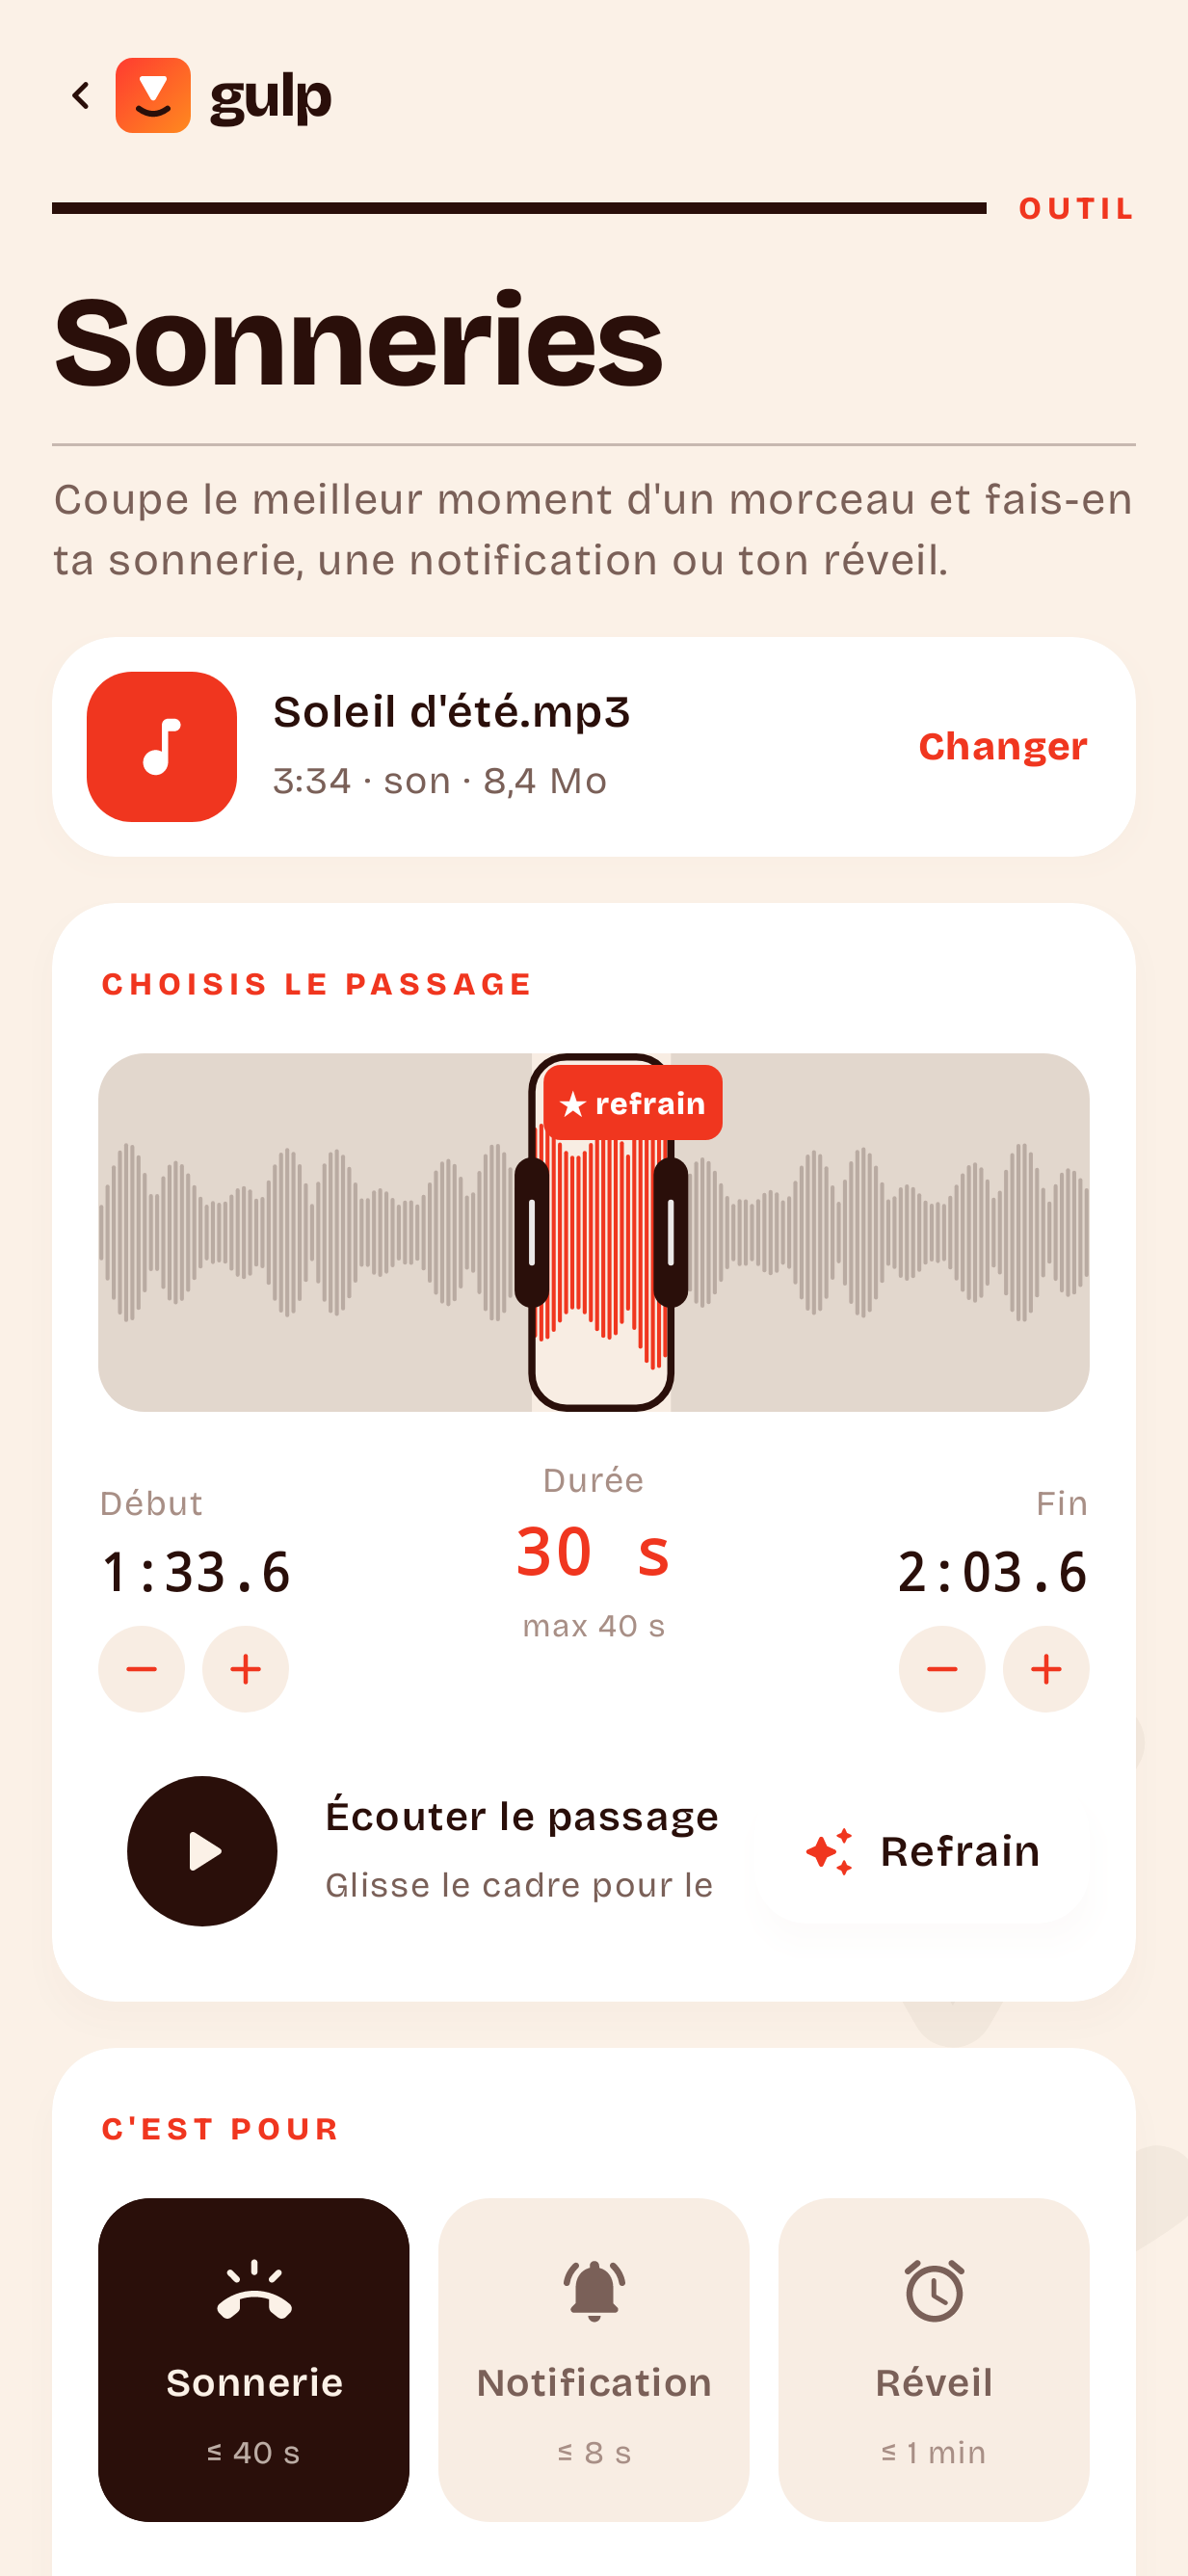 gulp
OUTIL
Sonneries
Coupe le meilleur moment d'un morceau et fais-en
ta sonnerie, une notification ou ton réveil.
Soleil d'été.mp3
3:34 · son · 8,4 Mo
Changer
CHOISIS LE PASSAGE
★ refrain
Début
1:33.6
Durée
30 s
max 40 s
Fin
2:03.6
Écouter le passage
Glisse le cadre pour le
Refrain
C'EST POUR
Sonnerie
≤ 40 s
Notification
≤ 8 s
Réveil
≤ 1 min